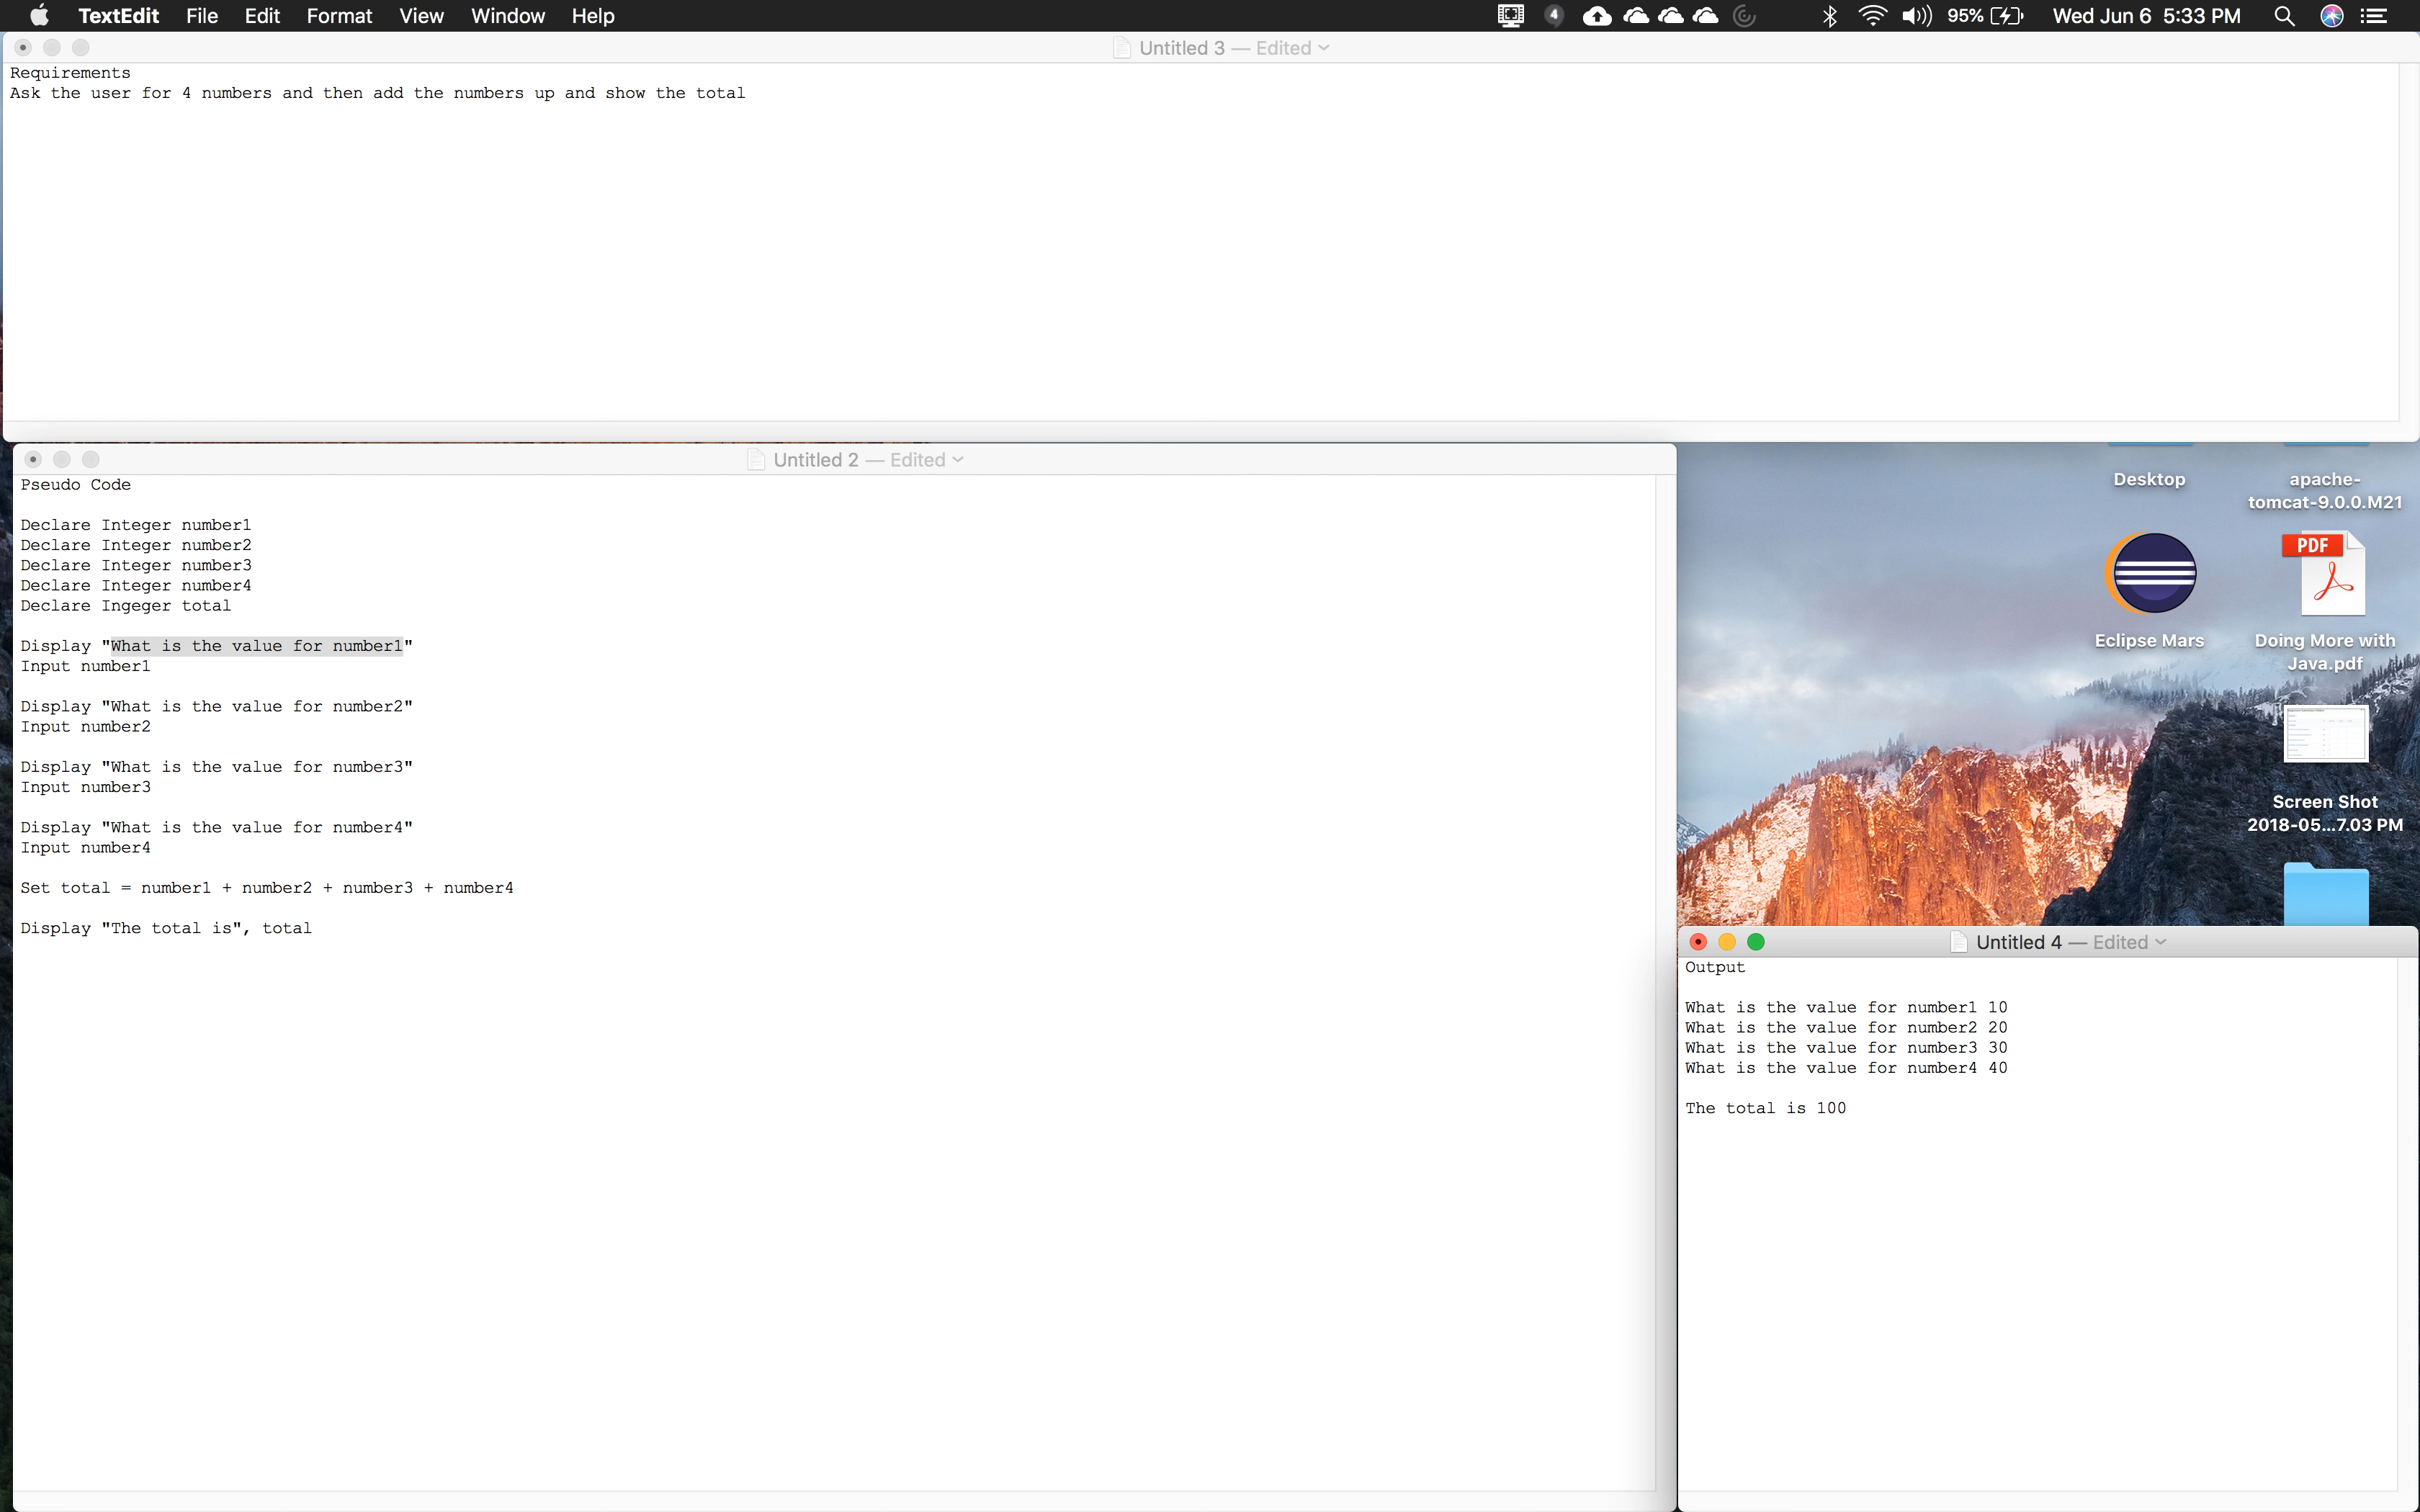 TextEdit File Edit Format View Window Help 4 95% Wed Jun 6 5:33 PM
Untitled 3 — Edited
Requirements
Ask the user for 4 numbers and then add the numbers up and show the total
Untitled 2 — Edited
Pseudo Code
Declare Integer number1
Declare Integer number2
Declare Integer number3
Declare Integer number4
Declare Ingeger total
Display "What is the value for number1"
Input number1
Display "What is the value for number2"
Input number2
Display "What is the value for number3"
Input number3
Display "What is the value for number4"
Input number4
Set total = number1 + number2 + number3 + number4
Display "The total is", total
Desktop
apache-
tomcat-9.0.0.M21
Eclipse Mars
PDF
Doing More with
Java.pdf
Screen Shot
2018-05...7.03 PM
Untitled 4 — Edited
Output
What is the value for number1 10
What is the value for number2 20
What is the value for number3 30
What is the value for number4 40
The total is 100